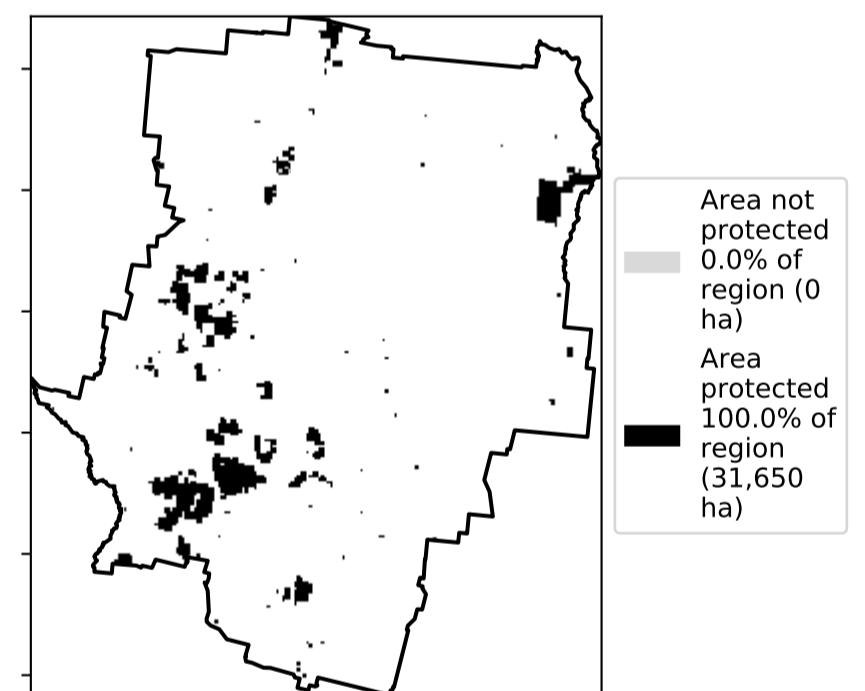 Area not
protected
0.0% of
region (0
ha)
Area
protected
100.0% of
region
(31,650
ha)